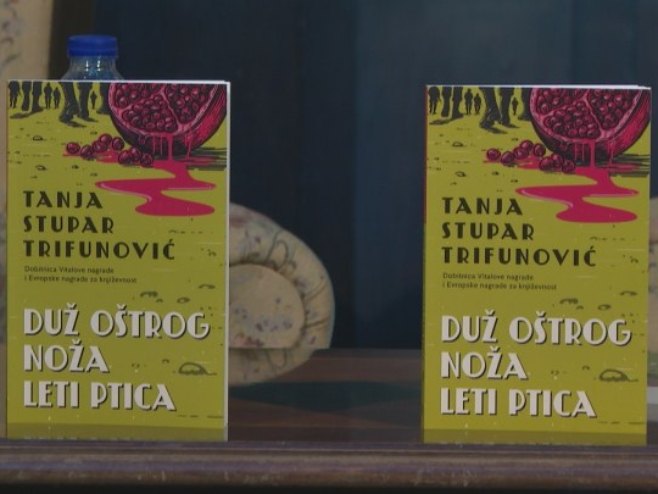 TANJA
STUPAR
TRIFUNOVIĆ
Dobitnica Vitalove nagrade
i Evropske nagrade za književnost
DUŽ OŠTROG
NOŽA
LETI PTICA
TANJA
STUPAR
TRIFUNOVIĆ
Dobitnica Vitalove nagrade
i Evropske nagrade za književnost
DUŽ OŠTROG
NOŽA
LETI PTICA